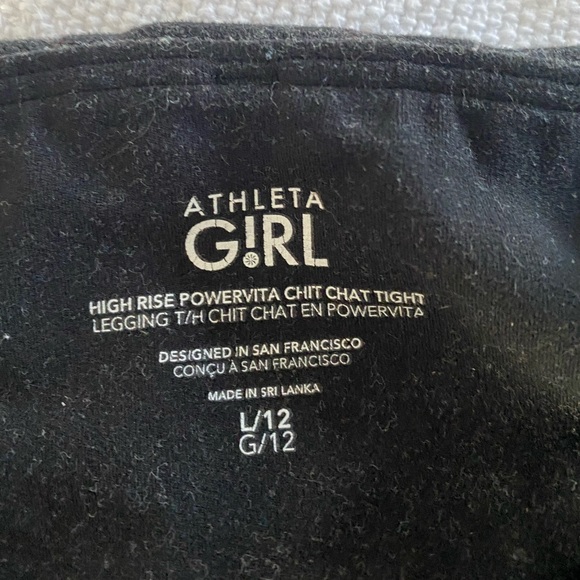 ATHLETA
G!RL
HIGH RISE POWERVITA CHIT CHAT TIGHT
LEGGING T/H CHIT CHAT EN POWERVITA
DESIGNED IN SAN FRANCISCO
CONÇU À SAN FRANCISCO
MADE IN SRI LANKA
L/12
G/12